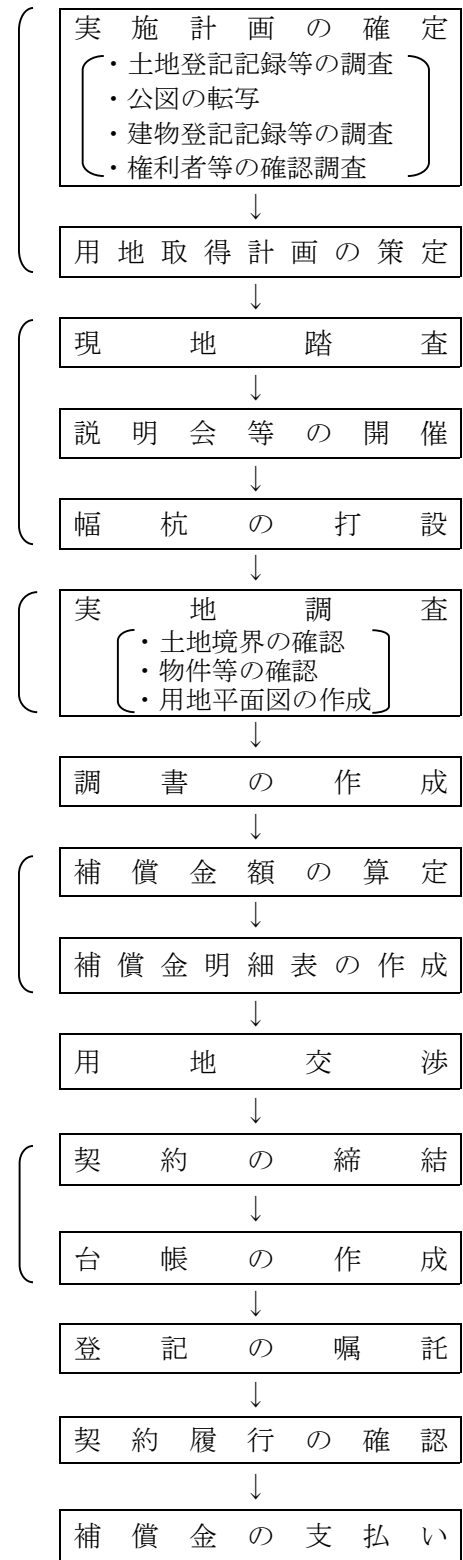 実施計画の確定
・土地登記記録等の調査
・公図の転写
・建物登記記録等の調査
・権利者等の確認調査
↓
用地取得計画の策定
↓
現地踏査
↓
説明会等の開催
↓
幅杭の打設
↓
実地調査
・土地境界の確認
・物件等の確認
・用地平面図の作成
↓
調書の作成
↓
補償金額の算定
↓
補償金明細表の作成
↓
用地交渉
↓
契約の締結
↓
台帳の作成
↓
登記の嘱託
↓
契約履行の確認
↓
補償金の支払い